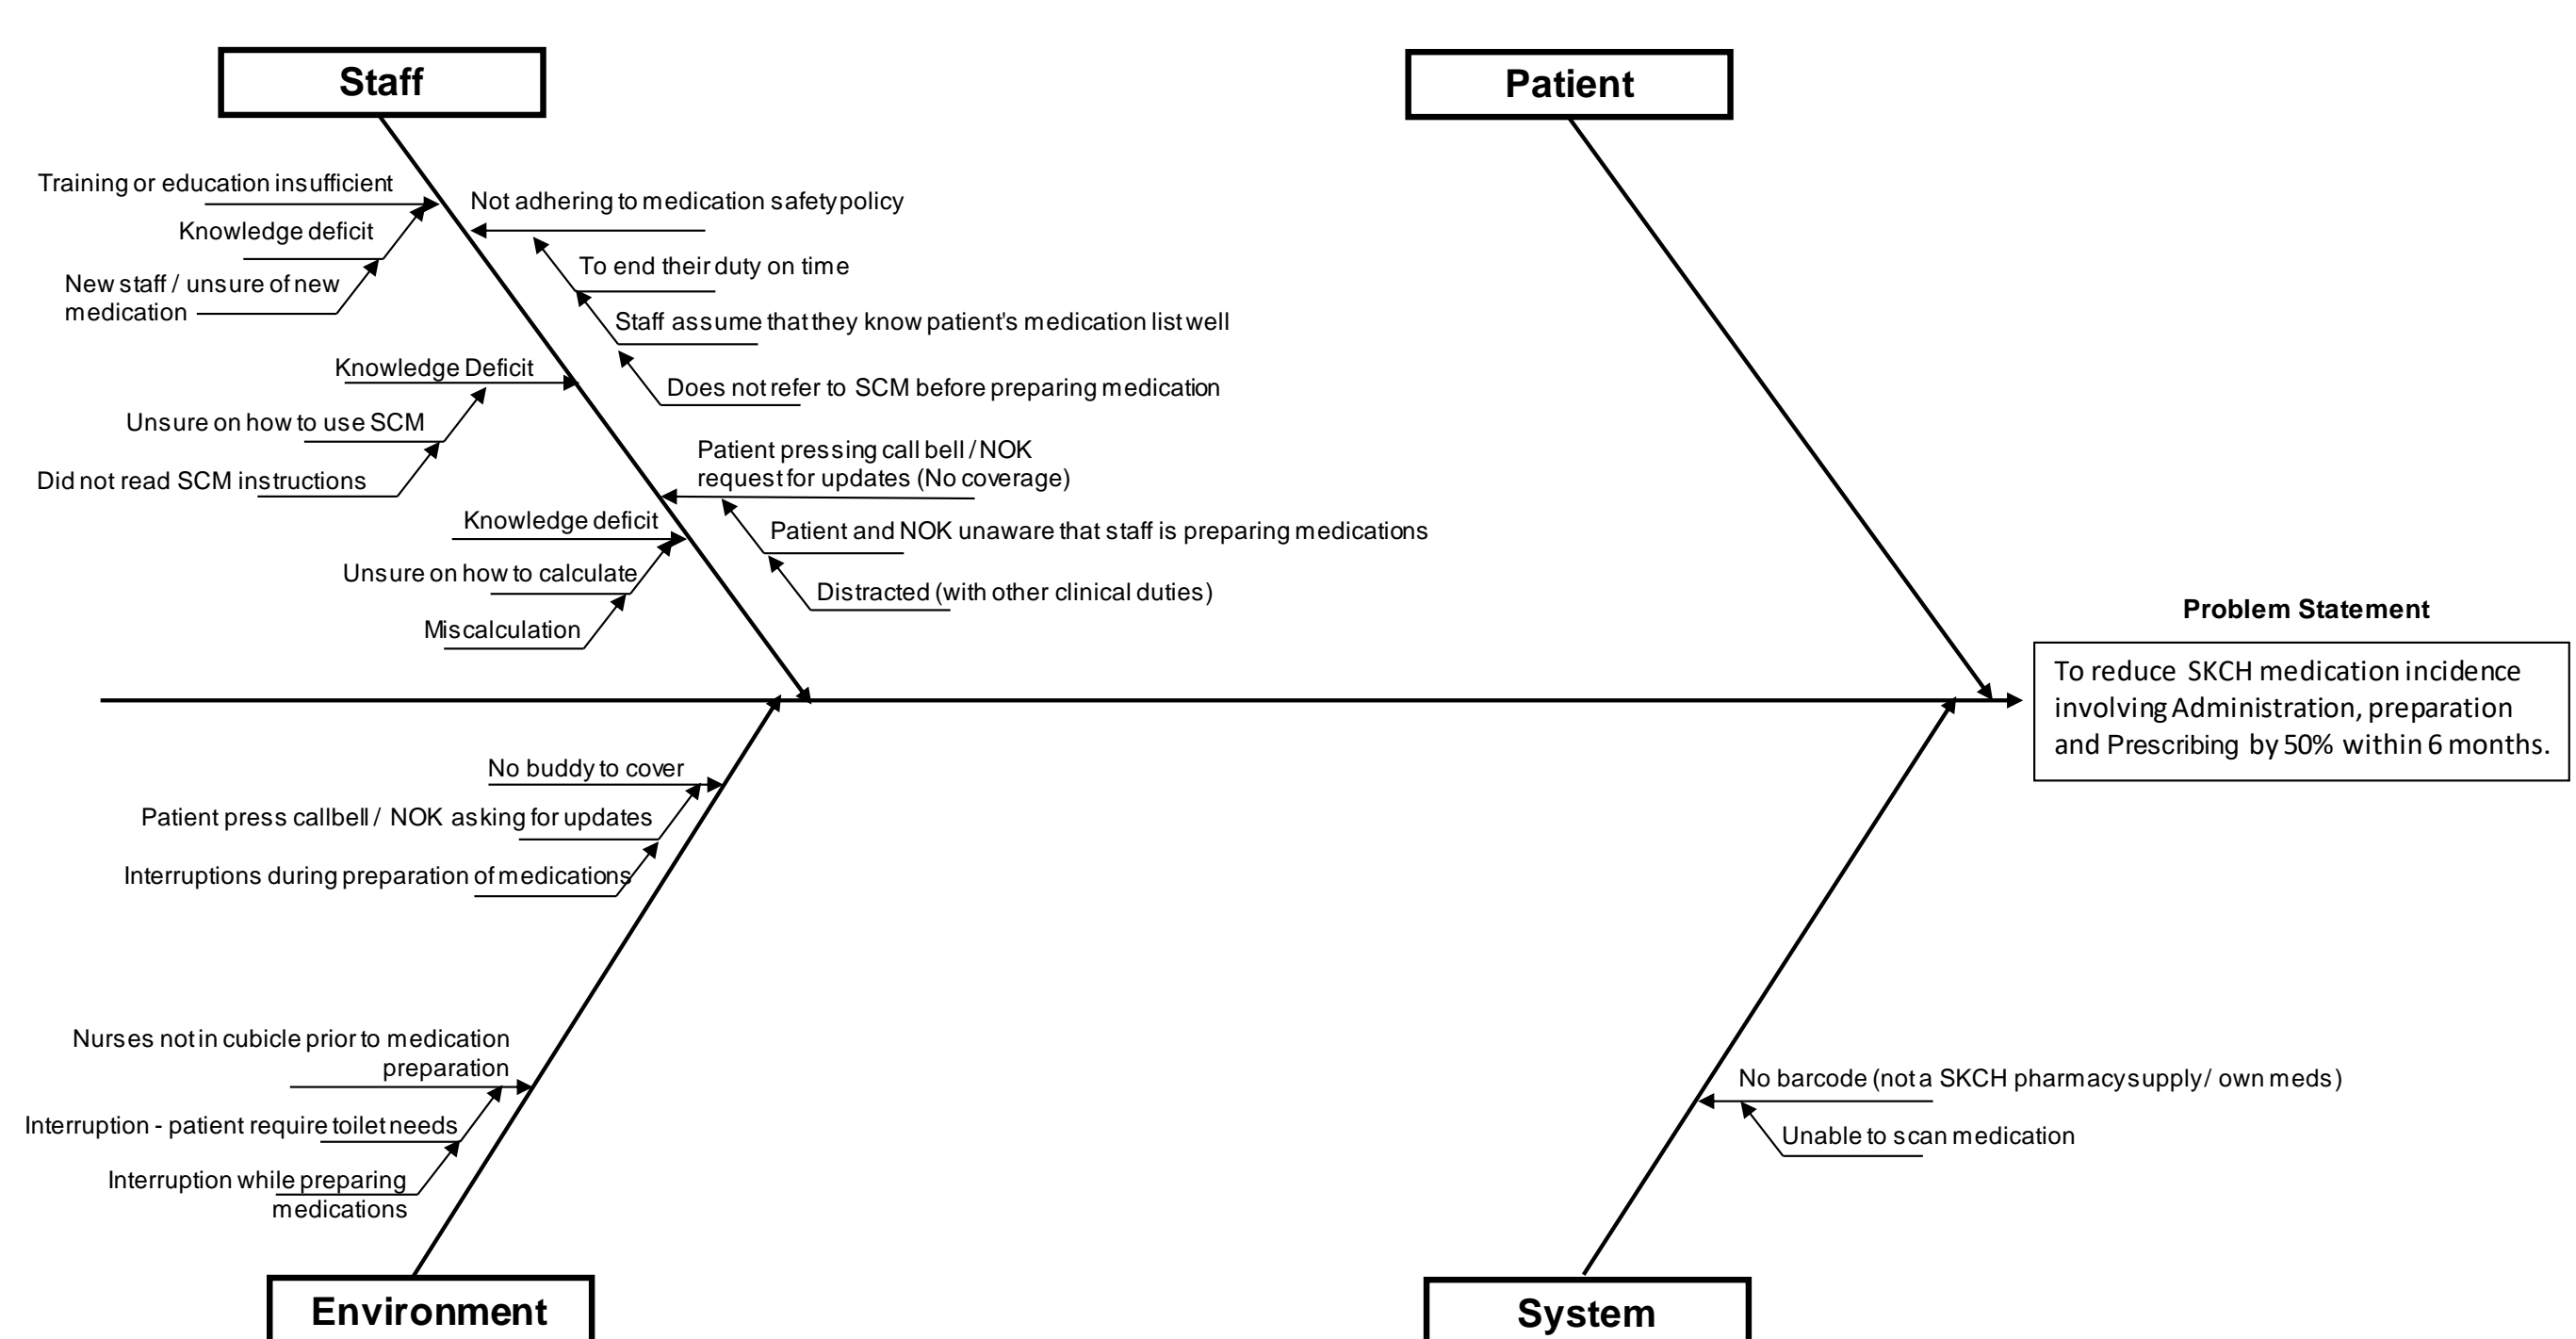 Staff
Patient
Training or education insufficient
Not adhering to medication safety policy
Knowledge deficit
To end their duty on time
New staff / unsure of new
medication
Staff assume that they know patient's medication list well
Knowledge Deficit
Does not refer to SCM before preparing medication
Unsure on how to use SCM
Patient pressing call bell / NOK
request for updates (No coverage)
Did not read SCM instructions
Knowledge deficit
Patient and NOK unaware that staff is preparing medications
Unsure on how to calculate
Distracted (with other clinical duties)
Miscalculation
Problem Statement
To reduce SKCH medication incidence
involving Administration, preparation
and Prescribing by 50% within 6 months.
No buddy to cover
Patient press callbell / NOK asking for updates
Interruptions during preparation of medications
Nurses not in cubicle prior to medication
preparation
No barcode (not a SKCH pharmacy supply / own meds)
Interruption - patient require toilet needs
Unable to scan medication
Interruption while preparing
medications
Environment
System